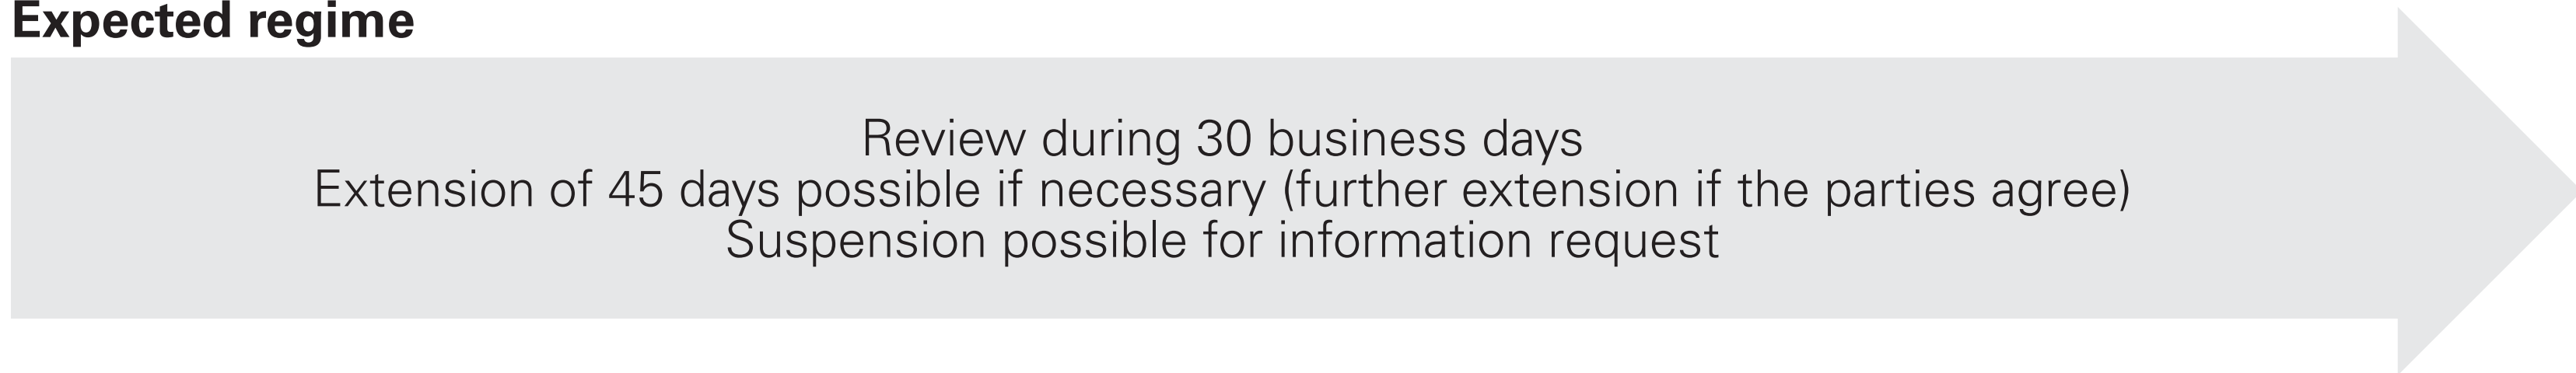 Expected regime
Review during 30 business days
Extension of 45 days possible if necessary (further extension if the parties agree)
Suspension possible for information request